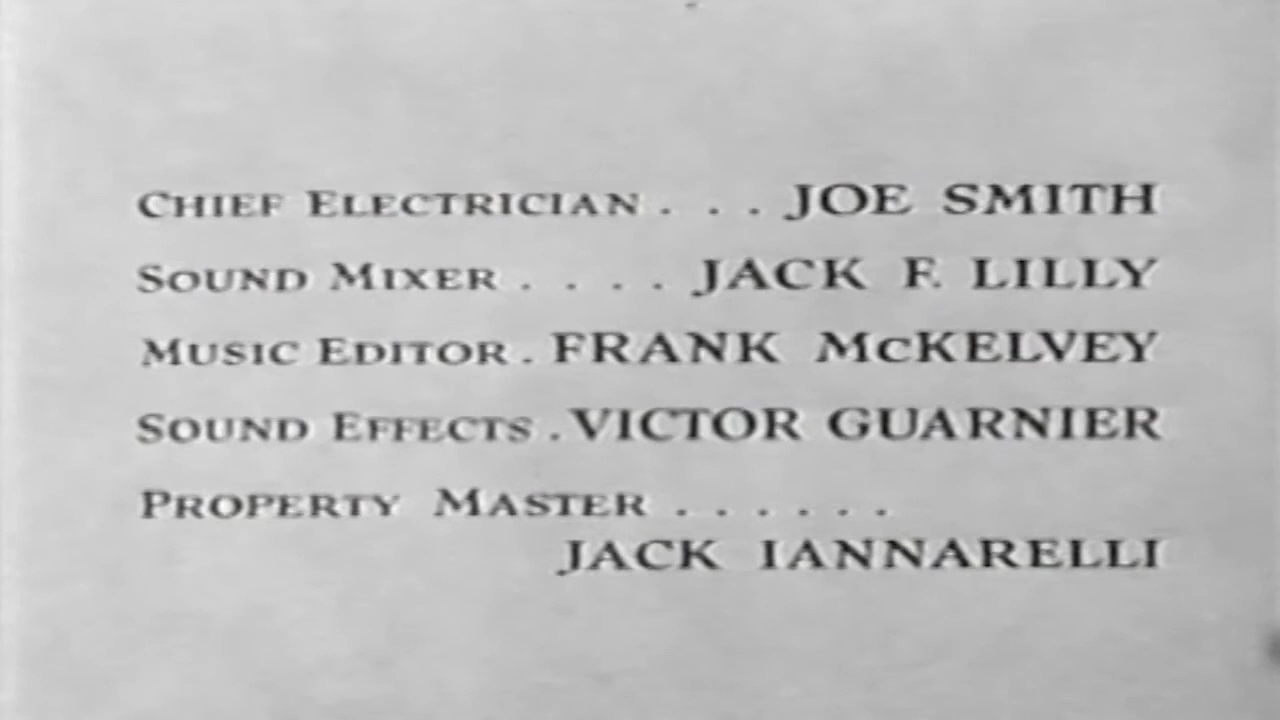 CHIEF ELECTRICIAN . . . JOE SMITH
SOUND MIXER . . . . JACK F. LILLY
MUSIC EDITOR . FRANK MCKELVEY
SOUND EFFECTS . VICTOR GUARNIER
PROPERTY MASTER . . . . . .
JACK IANNARELLI